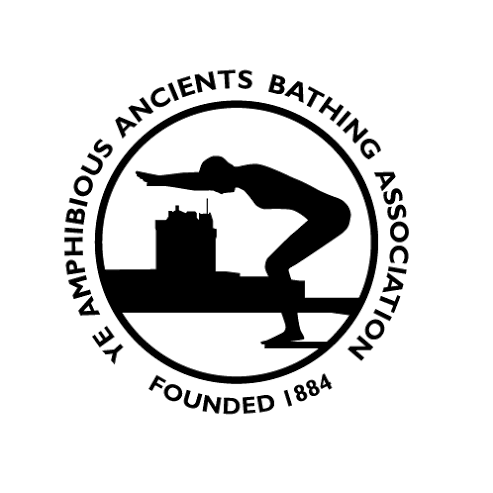 YE AMPHIBIOUS ANCIENTS BATHING ASSOCIATION
FOUNDED 1884